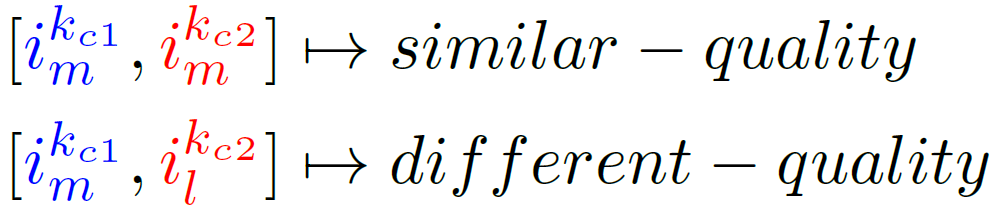 [i_m^{k_{c1}}, i_m^{k_{c2}}] ↦ similar − quality
[i_m^{k_{c1}}, i_l^{k_{c2}}] ↦ different − quality